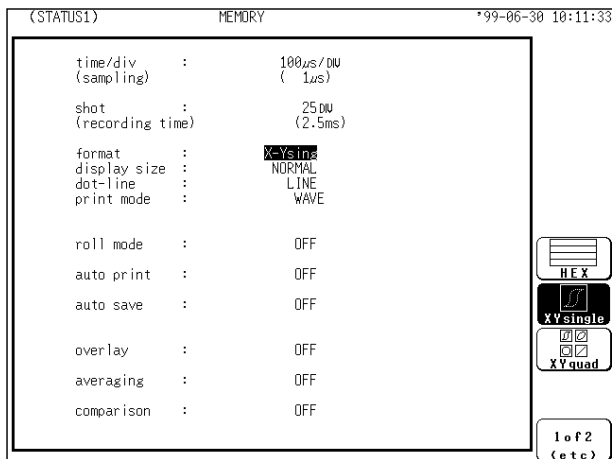 (STATUS1) MEMORY '99-06-30 10:11:33
time/div : 100µs/DIV
(sampling) ( 1µs)
shot : 25DIV
(recording time) (2.5ms)
format : X-Ysing
display size : NORMAL
dot-line : LINE
print mode : WAVE
roll mode : OFF
auto print : OFF
auto save : OFF
overlay : OFF
averaging : OFF
comparison : OFF
HEX
XYsingle
XYquad
1of2
(etc)